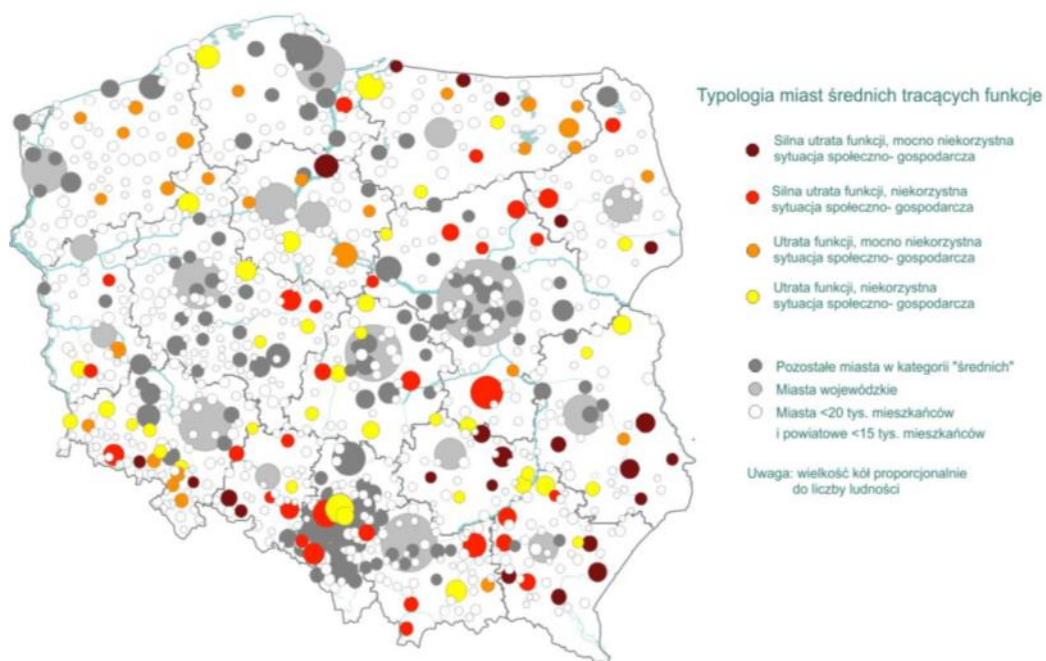 Typologia miast średnich tracących funkcje
Silna utrata funkcji, mocno niekorzystna
sytuacja społeczno- gospodarcza
Silna utrata funkcji, niekorzystna
sytuacja społeczno- gospodarcza
Utrata funkcji, mocno niekorzystna
sytuacja społeczno- gospodarcza
Utrata funkcji, niekorzystna
sytuacja społeczno- gospodarcza
Pozostałe miasta w kategorii "średnich"
Miasta wojewódzkie
Miasta <20 tys. mieszkańców
i powiatowe <15 tys. mieszkańców
Uwaga: wielkość kół proporcjonalnie
do liczby ludności